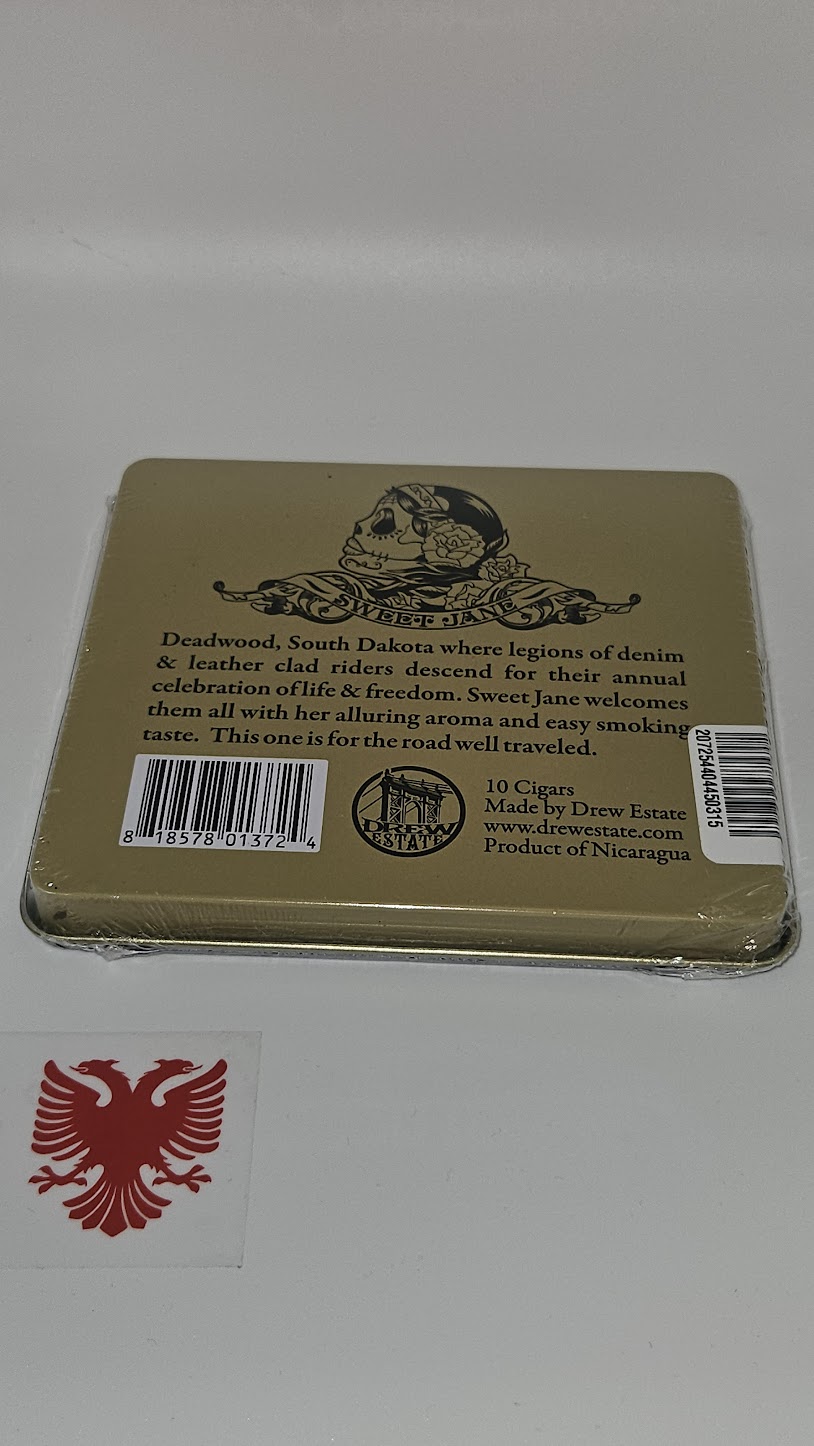 SWEET JANE
Deadwood, South Dakota where legions of denim
& leather clad riders descend for their annual
celebration of life & freedom. Sweet Jane welcomes
them all with her alluring aroma and easy smoking
taste. This one is for the road well traveled.
8 18578 01372 4
DREW
ESTATE
10 Cigars
Made by Drew Estate
www.drewestate.com
Product of Nicaragua
207254404450315